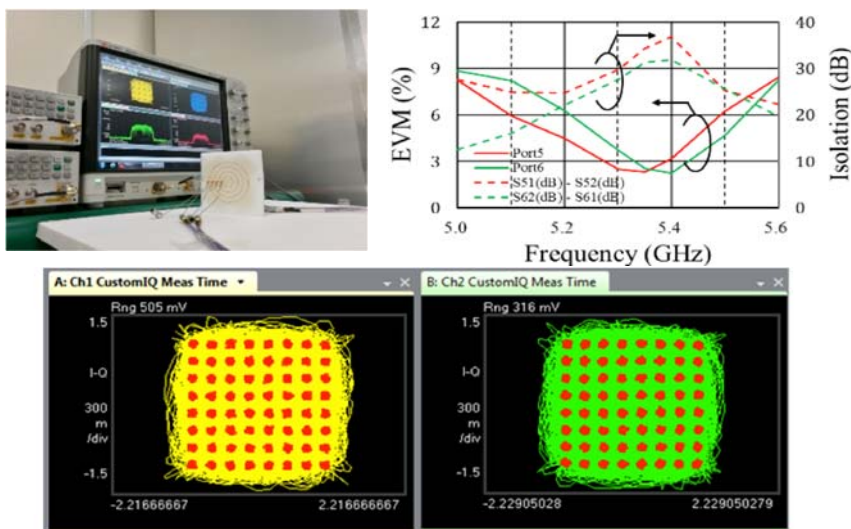 12
9
6
3
0
EVM (%)
40
30
20
10
0
Isolation (dB)
Port5
Port6
S51(dB) - S52(dB)
S62(dB) - S61(dB)
5.0
5.2
5.4
5.6
Frequency (GHz)
A: Ch1 CustomIQ Meas Time
Rng 505 mV
1.5
I-Q
300
m
/div
-1.5
-2.21666667
2.216666667
B: Ch2 CustomIQ Meas Time
Rng 316 mV
1.5
I-Q
300
m
/div
-1.5
-2.22905028
2.229050279